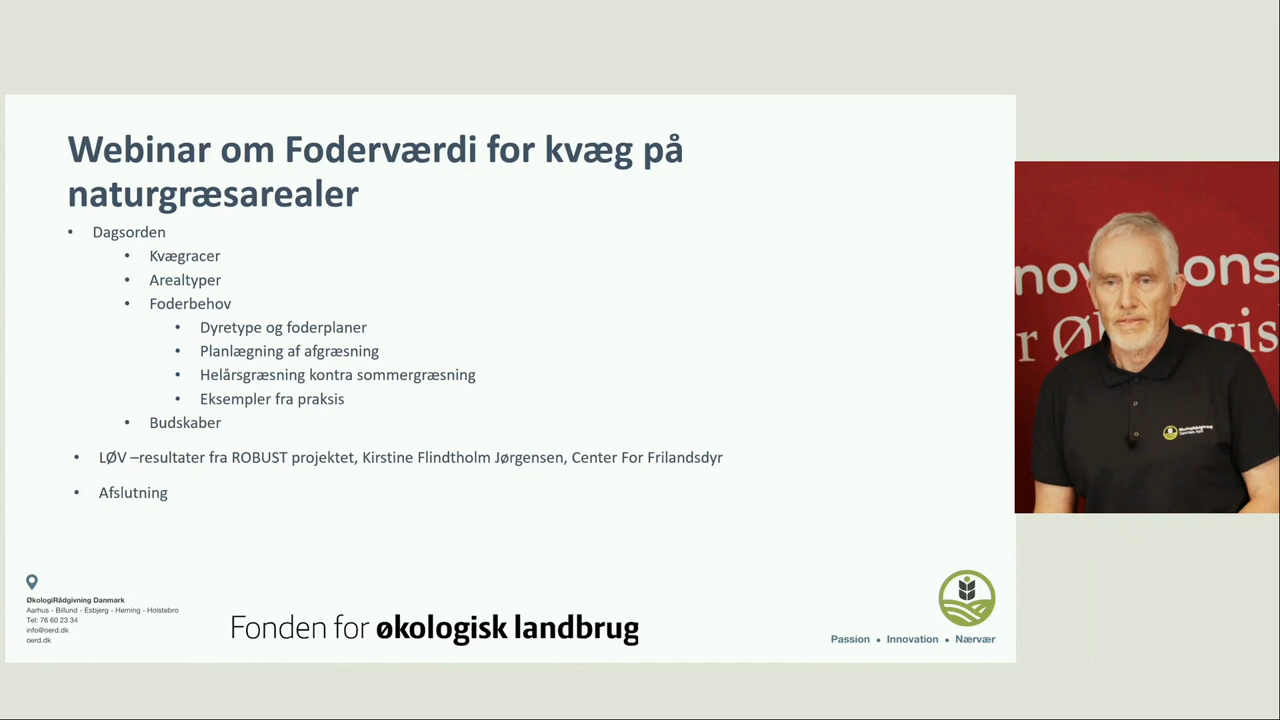 Webinar om Foderværdi for kvæg på
naturgræsarealer
• Dagsorden
• Kvægracer
• Arealtyper
• Foderbehov
• Dyretype og foderplaner
• Planlægning af afgræsning
• Helårsgræsning kontra sommergræsning
• Eksempler fra praksis
• Budskaber
• LØV –resultater fra ROBUST projektet, Kirstine Flindtholm Jørgensen, Center For Frilandsdyr
• Afslutning
ØkologiRådgivning Danmark
Aarhus - Billund - Esbjerg - Herning - Holstebro
Tel: 76 60 23 34
info@oerd.dk
oerd.dk
Fonden for økologisk landbrug
Passion • Innovation • Nærvær
ØkologiRådgivning
Danmark ApS